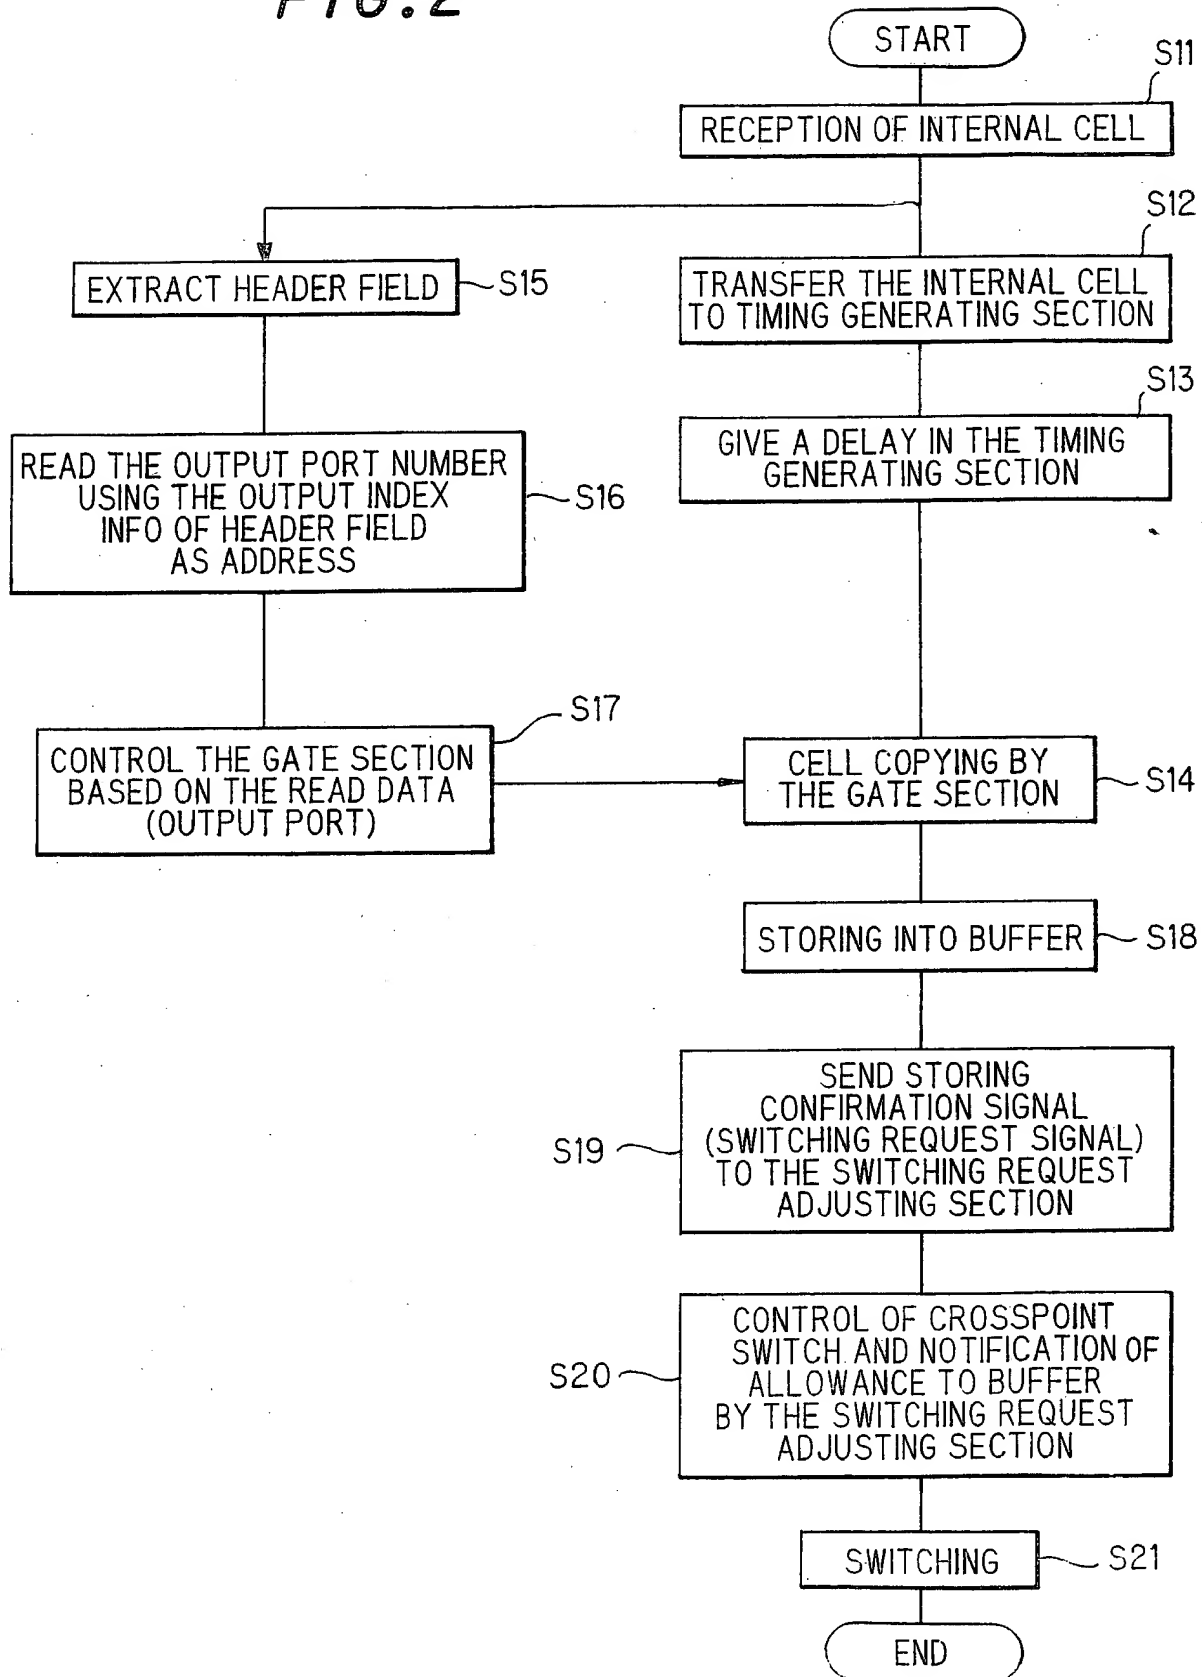 FIG.2
START
S11
RECEPTION OF INTERNAL CELL
S12
TRANSFER THE INTERNAL CELL
TO TIMING GENERATING SECTION
EXTRACT HEADER FIELD
S15
S13
GIVE A DELAY IN THE TIMING
GENERATING SECTION
READ THE OUTPUT PORT NUMBER
USING THE OUTPUT INDEX
INFO OF HEADER FIELD
AS ADDRESS
S16
S17
CONTROL THE GATE SECTION
BASED ON THE READ DATA
(OUTPUT PORT)
CELL COPYING BY
THE GATE SECTION
S14
STORING INTO BUFFER
S18
SEND STORING
CONFIRMATION SIGNAL
(SWITCHING REQUEST SIGNAL)
TO THE SWITCHING REQUEST
ADJUSTING SECTION
S19
CONTROL OF CROSSPOINT
SWITCH AND NOTIFICATION OF
ALLOWANCE TO BUFFER
BY THE SWITCHING REQUEST
ADJUSTING SECTION
S20
SWITCHING
S21
END